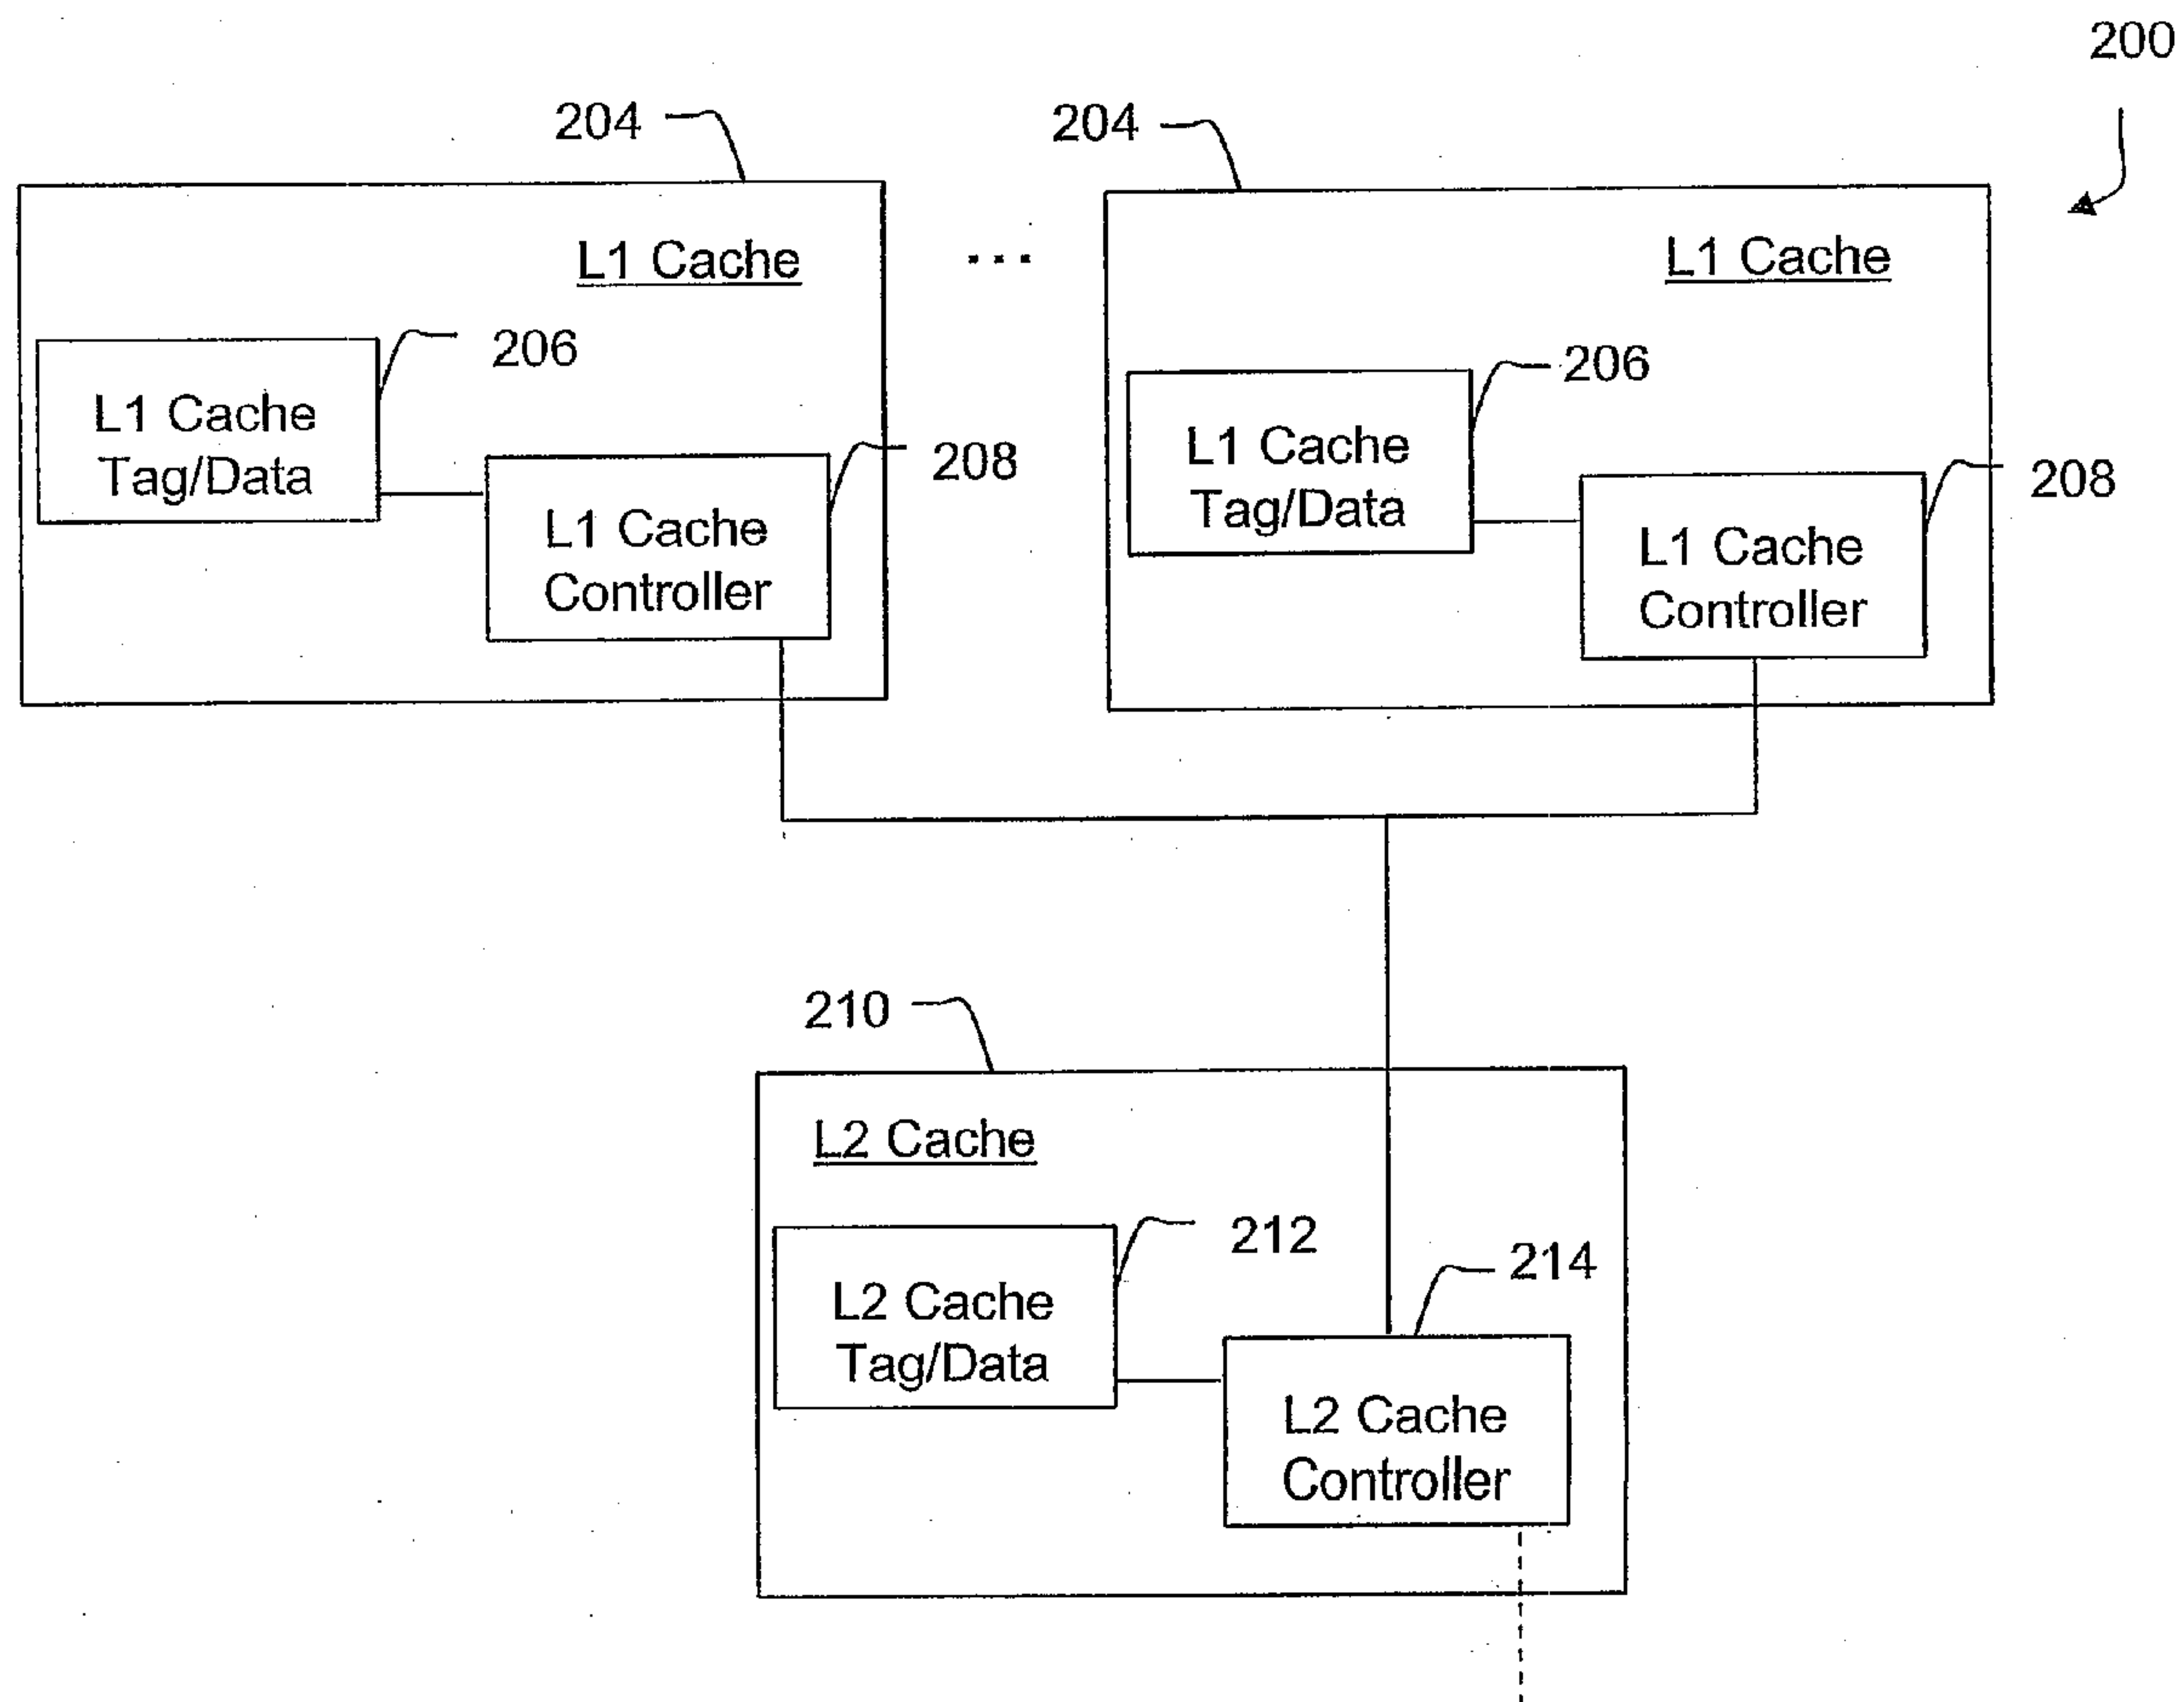 200
204
204
L1 Cache
...
L1 Cache
206
206
L1 Cache
Tag/Data
208
L1 Cache
Tag/Data
208
L1 Cache
Controller
L1 Cache
Controller
210
L2 Cache
212
214
L2 Cache
Tag/Data
L2 Cache
Controller